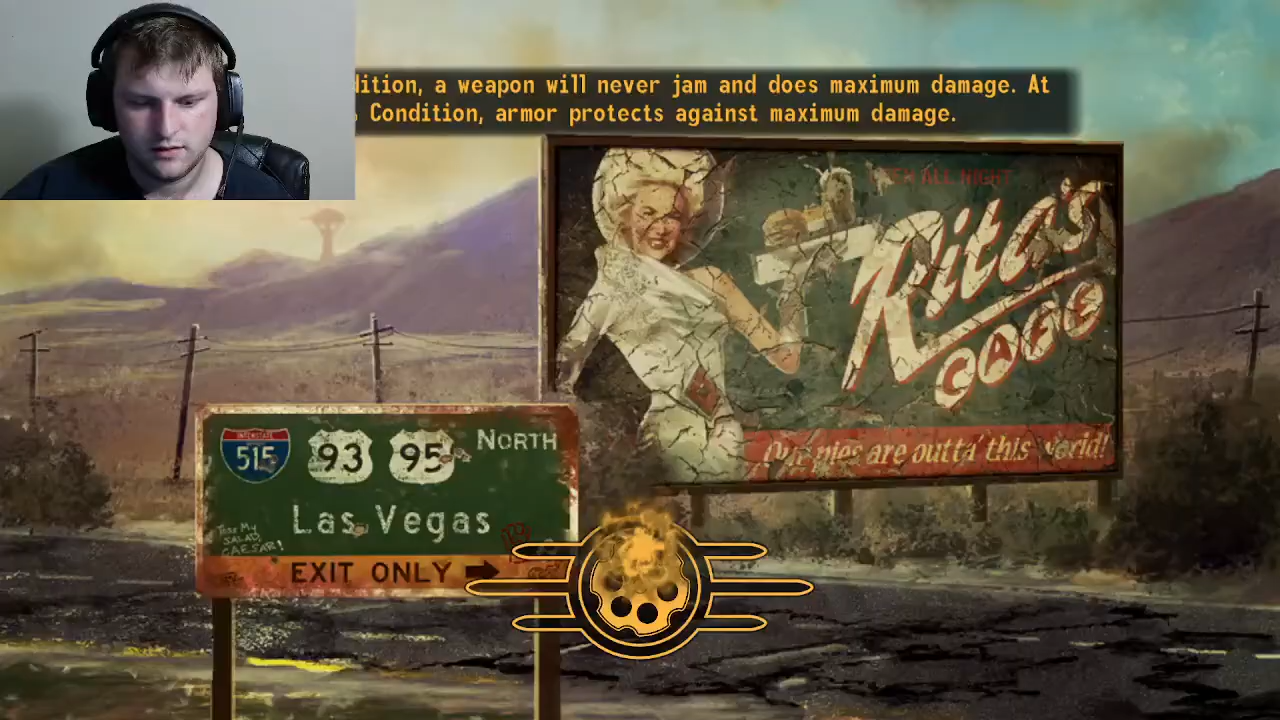 dition, a weapon will never jam and does maximum damage. At
Condition, armor protects against maximum damage.
OPEN ALL NIGHT
Rita's
CAFE
Our pies are outta' this world!
INTERSTATE
515
93
95
NORTH
Las Vegas
Toss My
SALAD,
CAESAR!
EXIT ONLY